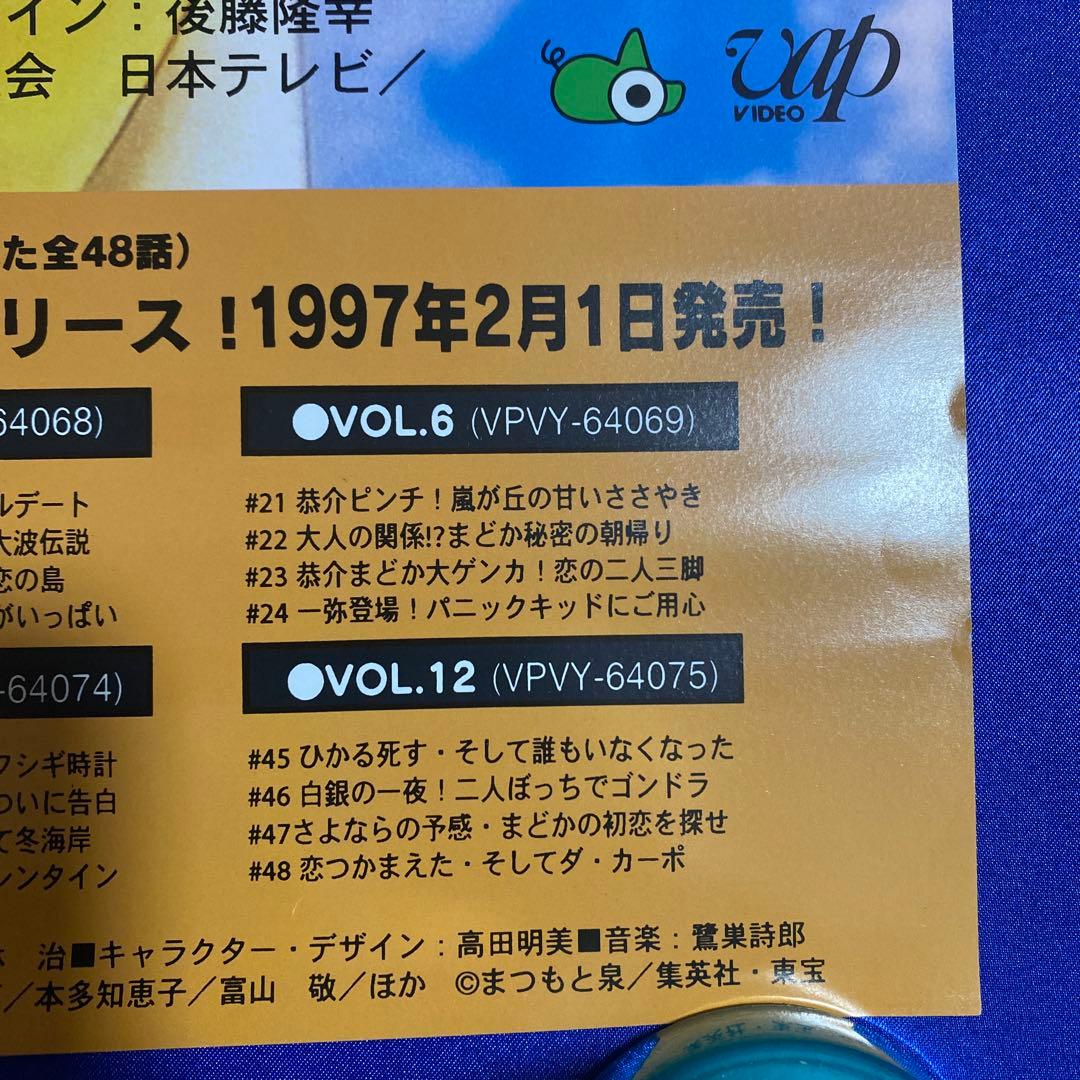 イン：後藤隆幸
会　日本テレビ／
vap
VIDEO
た全48話）
リース！1997年2月1日発売！
64068)
●VOL.6 (VPVY-64069)
ルデート
大波伝説
恋の島
がいっぱい
#21 恭介ピンチ！嵐が丘の甘いささやき
#22 大人の関係!?まどか秘密の朝帰り
#23 恭介まどか大ゲンカ！恋の二人三脚
#24 一弥登場！パニックキッドにご用心
-64074)
●VOL.12 (VPVY-64075)
フシギ時計
ついに告白
て冬海岸
レンタイン
#45 ひかる死す・そして誰もいなくなった
#46 白銀の一夜！二人ぼっちでゴンドラ
#47さよならの予感・まどかの初恋を探せ
#48 恋つかまえた・そしてダ・カーポ
治■キャラクター・デザイン：高田明美■音楽：鷺巣詩郎
／本多知恵子／富山　敬／ほか　©まつもと泉／集英社・東宝